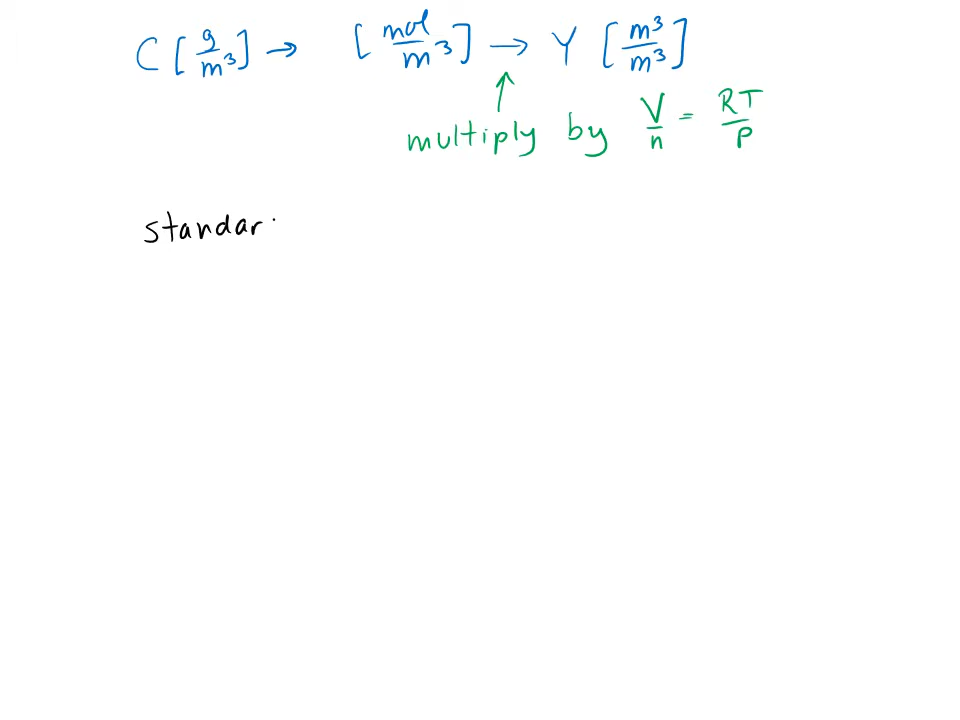 C [g/m³] → [mol/m³] → Y [m³/m³]
↑
multiply by V/n = RT/P
standar